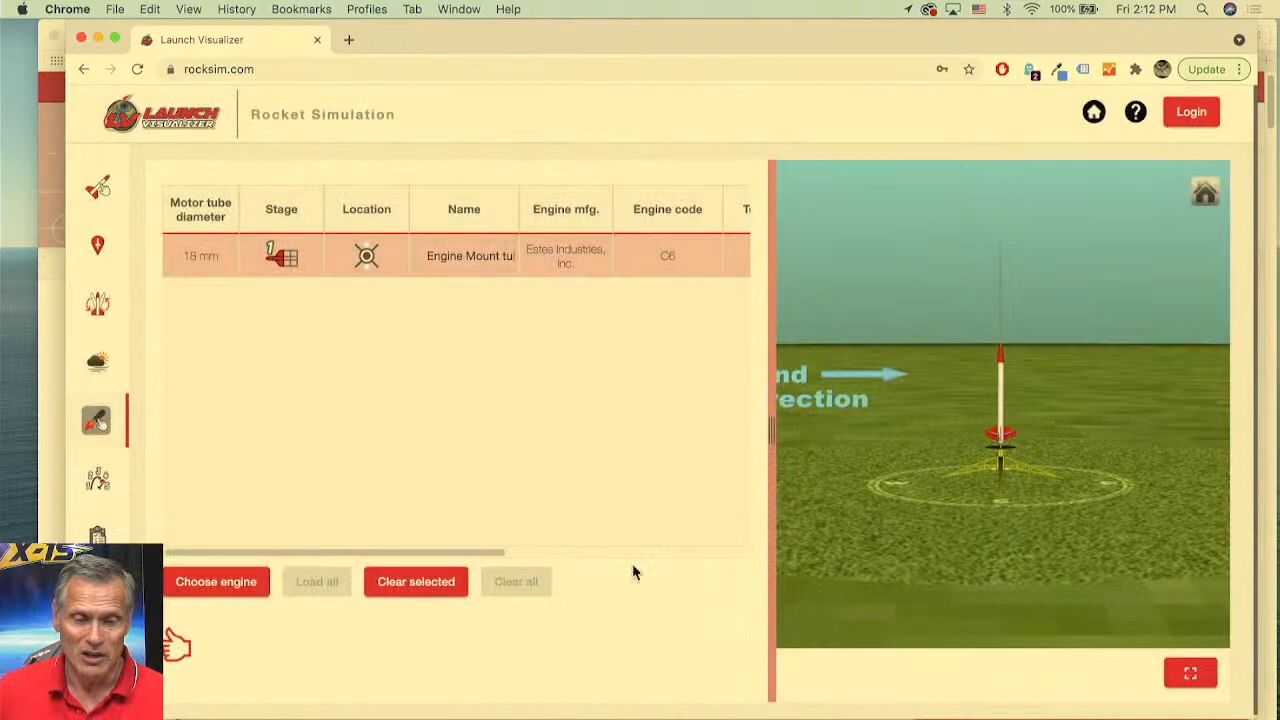 Chrome File Edit View History Bookmarks Profiles Tab Window Help 100% Fri 2:12 PM
Launch Visualizer
rocksim.com 2 Update
LAUNCH VISUALIZER Rocket Simulation ? Login
Motor tube diameter Stage Location Name Engine mfg. Engine code
18 mm 1 Engine Mount tu Estes Industries, Inc. C6
nd
rection
Choose engine Load all Clear selected Clear all